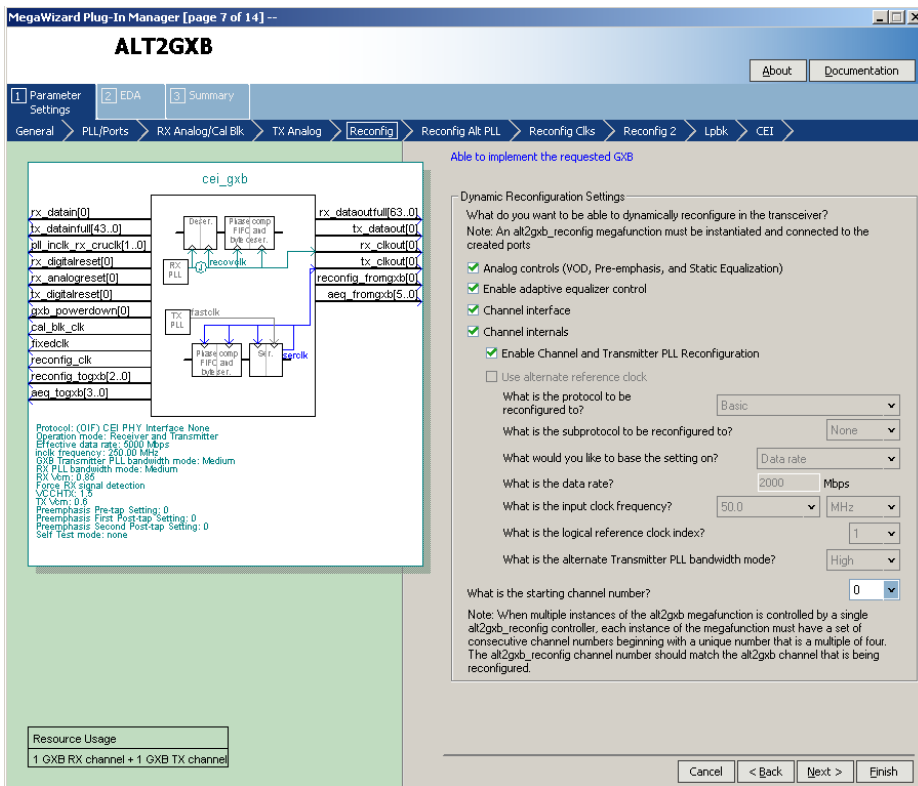 MegaWizard Plug-In Manager [page 7 of 14] --
ALT2GXB
About
Documentation
1 Parameter Settings
2 EDA
3 Summary
General
PLL/Ports
RX Analog/Cal Blk
TX Analog
Reconfig
Reconfig Alt PLL
Reconfig Clks
Reconfig 2
Lpbk
CEI
cei_gxb
rx_datain[0]
tx_datainfull[43..0]
pll_inclk_rx_cruclk[1..0]
rx_digitalreset[0]
rx_analogreset[0]
tx_digitalreset[0]
gxb_powerdown[0]
cal_blk_clk
fixedclk
reconfig_clk
reconfig_togxb[2..0]
aeq_togxb[3..0]
Deser.
Phase comp
FIFO and
byte deser.
RX
PLL
recovclk
TX
PLL
fastclk
Phase comp
FIFO and
byte ser.
Ser.
serclk
rx_dataoutfull[63..0]
tx_dataout[0]
rx_clkout[0]
tx_clkout[0]
reconfig_fromgxb[0]
aeq_fromgxb[5..0]
Protocol: (OIF) CEI PHY Interface None
Operation mode: Receiver and Transmitter
Effective data rate: 5000 Mbps
inclk frequency: 250.00 MHz
GXB Transmitter PLL bandwidth mode: Medium
RX PLL bandwidth mode: Medium
RX Vcm: 0.85
Force RX signal detection
VCCHTX: 1.5
TX Vcm: 0.6
Preemphasis Pre-tap Setting: 0
Preemphasis First Post-tap Setting: 0
Preemphasis Second Post-tap Setting: 0
Self Test mode: none
Resource Usage
1 GXB RX channel + 1 GXB TX channel
Able to implement the requested GXB
Dynamic Reconfiguration Settings
What do you want to be able to dynamically reconfigure in the transceiver?
Note: An alt2gxb_reconfig megafunction must be instantiated and connected to the
created ports
Analog controls (VOD, Pre-emphasis, and Static Equalization)
Enable adaptive equalizer control
Channel interface
Channel internals
Enable Channel and Transmitter PLL Reconfiguration
Use alternate reference clock
What is the protocol to be
reconfigured to?
Basic
What is the subprotocol to be reconfigured to?
None
What would you like to base the setting on?
Data rate
What is the data rate?
2000
Mbps
What is the input clock frequency?
50.0
MHz
What is the logical reference clock index?
1
What is the alternate Transmitter PLL bandwidth mode?
High
What is the starting channel number?
0
Note: When multiple instances of the alt2gxb megafunction is controlled by a single
alt2gxb_reconfig controller, each instance of the megafunction must have a set of
consecutive channel numbers beginning with a unique number that is a multiple of four.
The alt2gxb_reconfig channel number should match the alt2gxb channel that is being
reconfigured.
Cancel
< Back
Next >
Finish